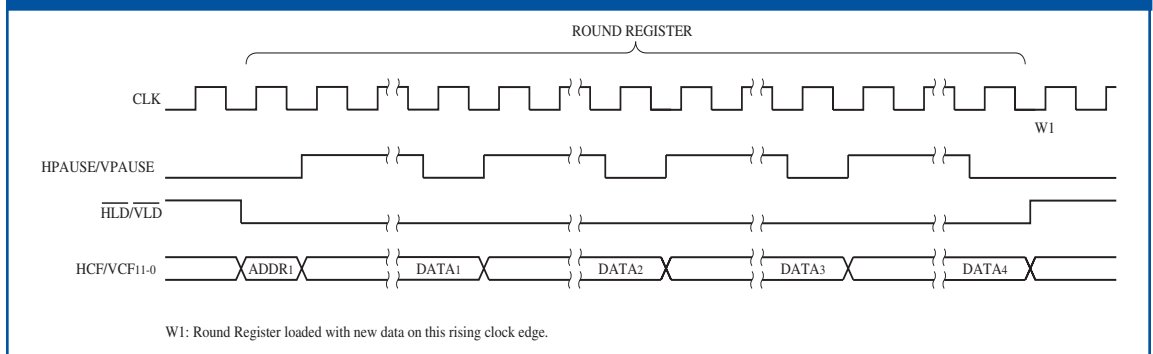 ROUND REGISTER
CLK
W1
HPAUSE/VPAUSE
HLD/VLD
HCF/VCF11-0
ADDR1
DATA1
DATA2
DATA3
DATA4
W1: Round Register loaded with new data on this rising clock edge.